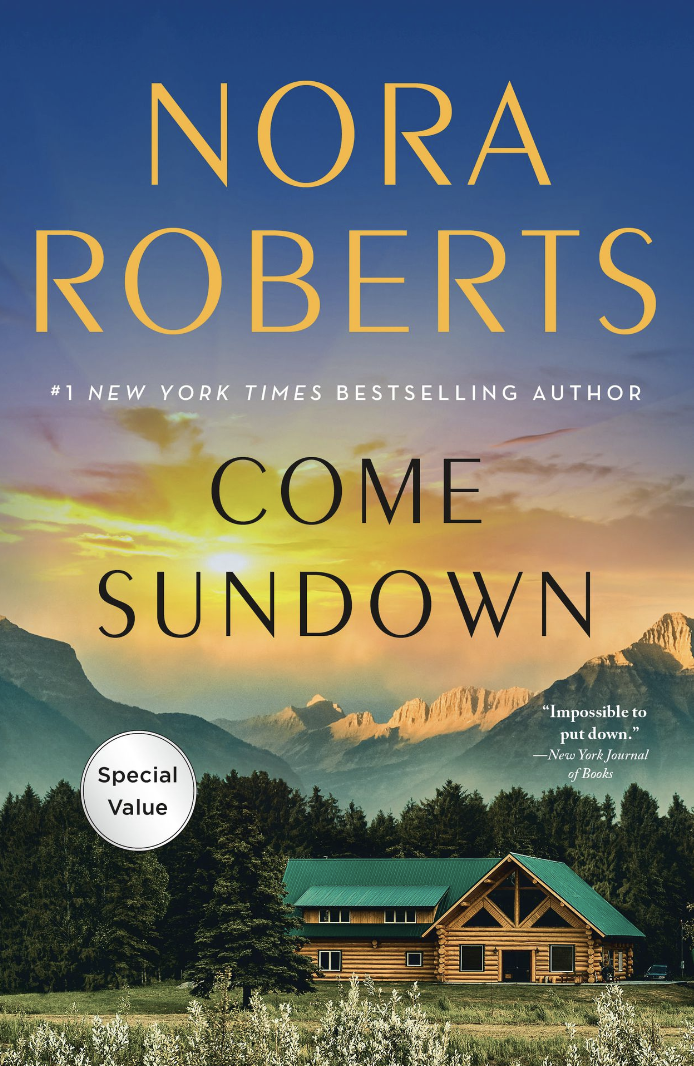 NORA
ROBERTS
#1 NEW YORK TIMES BESTSELLING AUTHOR
COME
SUNDOWN
“Impossible to
put down.”
—New York Journal
of Books
Special
Value